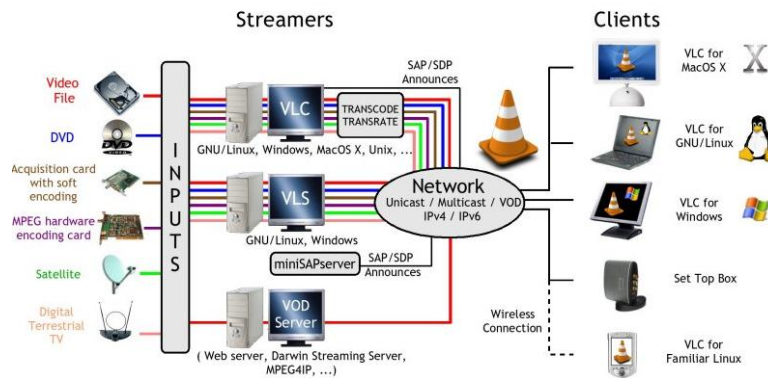 Streamers
Clients
SAP/SDP
Announces
Video
File
DVD
DVD
VIDEO
Acquisition card
with soft
encoding
MPEG hardware
encoding card
Satellite
Digital
Terrestrial
TV
INPUTS
VLC
TRANSCODE
TRANSRATE
GNU/Linux, Windows, MacOS X, Unix, ...
VLS
GNU/Linux, Windows
miniSAPserver
SAP/SDP
Announces
VOD
Server
( Web server, Darwin Streaming Server,
MPEG4IP, ...)
Network
Unicast / Multicast / VOD
IPv4 / IPv6
Wireless
Connection
VLC for
MacOS X
X
VLC for
GNU/Linux
VLC for
Windows
Set Top Box
VLC for
Familiar Linux